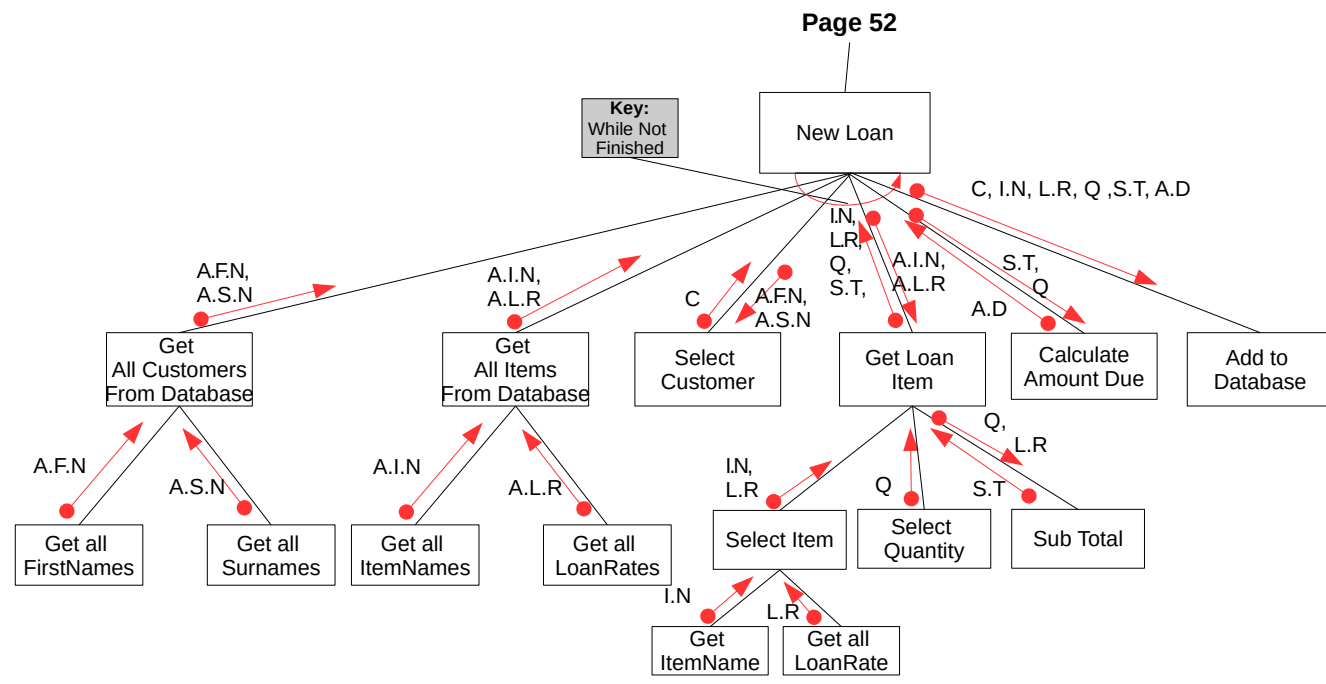 Page 52
Key:
While Not
Finished
New Loan
C, I.N, L.R, Q ,S.T, A.D
I.N,
L.R,
Q,
S.T,
A.I.N,
A.L.R
S.T,
Q
A.D
A.F.N,
A.S.N
A.I.N,
A.L.R
C
A.F.N,
A.S.N
Get
All Customers
From Database
Get
All Items
From Database
Select
Customer
Get Loan
Item
Calculate
Amount Due
Add to
Database
A.F.N
A.S.N
A.I.N
A.L.R
I.N,
L.R
Q
Q,
L.R
S.T
Get all
FirstNames
Get all
Surnames
Get all
ItemNames
Get all
LoanRates
Select Item
Select
Quantity
Sub Total
I.N
L.R
Get
ItemName
Get all
LoanRate